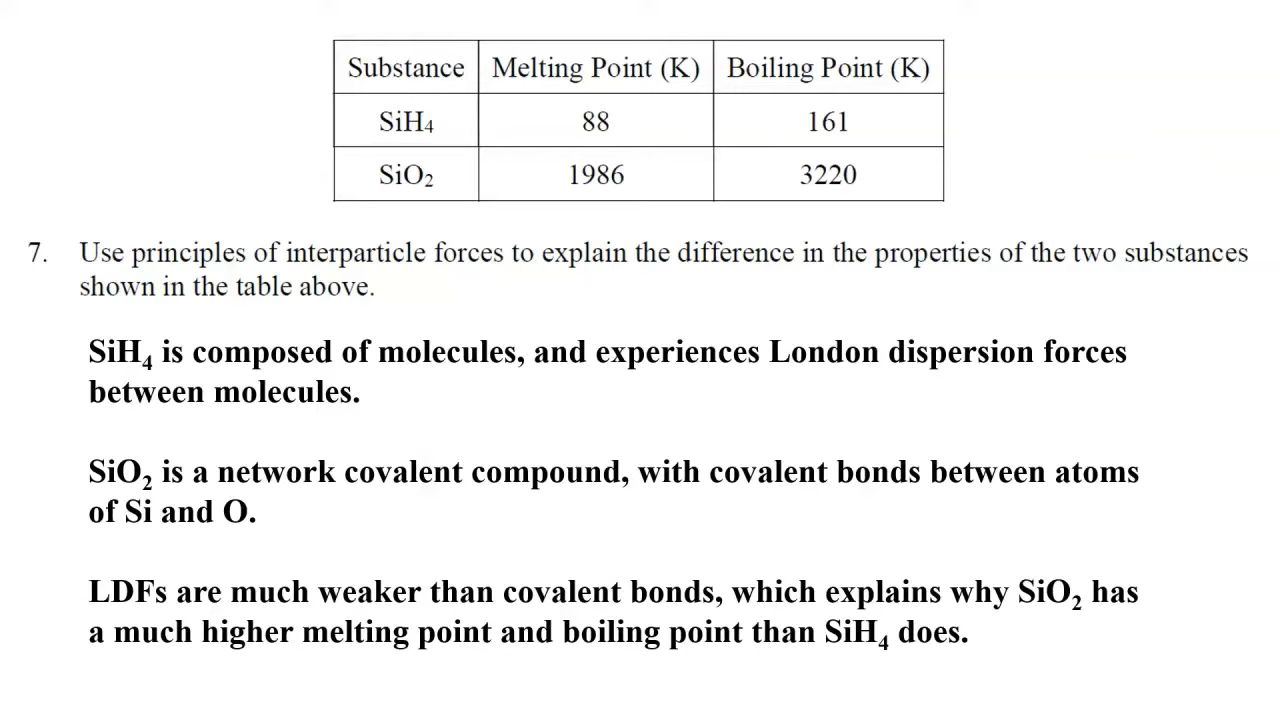 Substance Melting Point (K) Boiling Point (K)
SiH₄ 88 161
SiO₂ 1986 3220
7. Use principles of interparticle forces to explain the difference in the properties of the two substances
shown in the table above.
SiH₄ is composed of molecules, and experiences London dispersion forces
between molecules.
SiO₂ is a network covalent compound, with covalent bonds between atoms
of Si and O.
LDFs are much weaker than covalent bonds, which explains why SiO₂ has
a much higher melting point and boiling point than SiH₄ does.